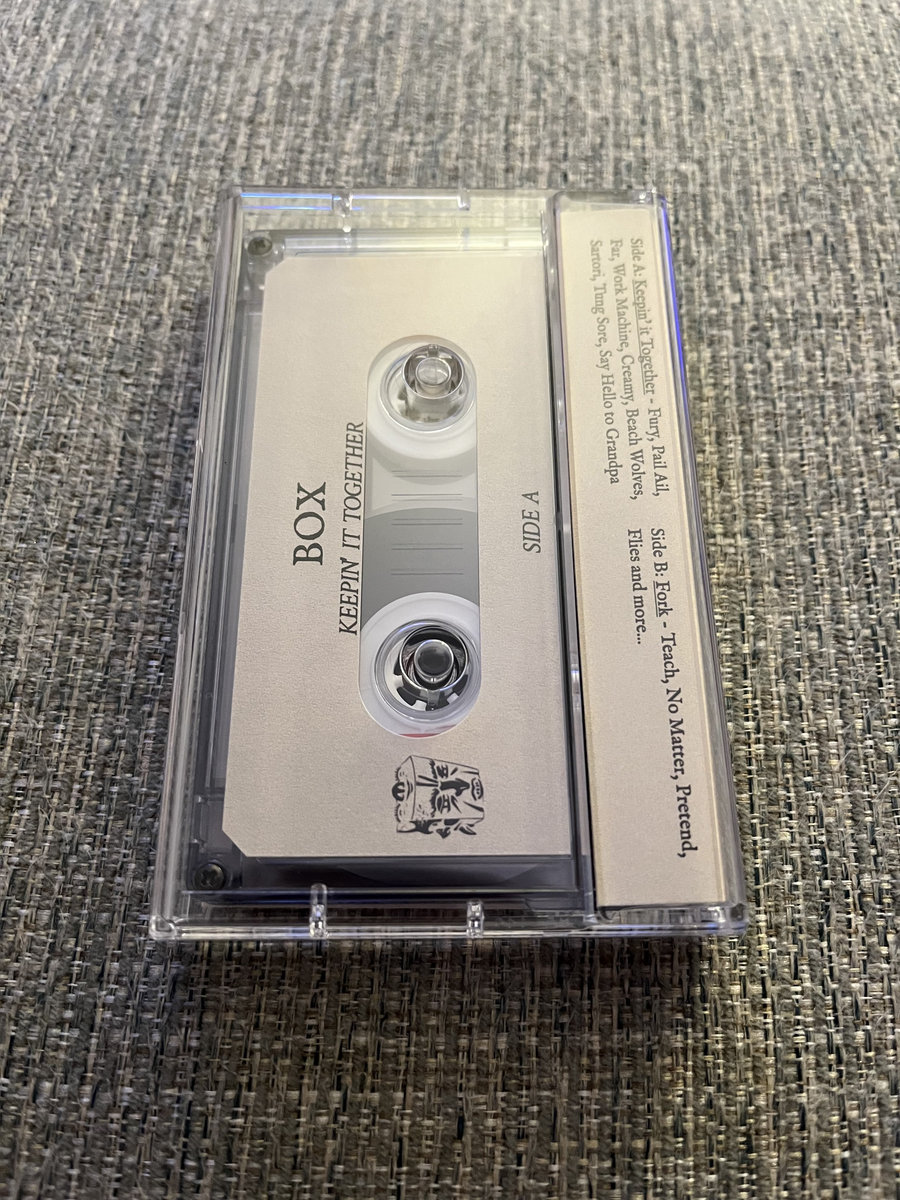 BOX
KEEPIN' IT TOGETHER
SIDE A
Side A: Keepin' it Together - Fury, Pail Ail,
Far, Work Machine, Creamy, Beach Wolves,
Sartori, Tung Sore, Say Hello to Grandpa
Side B: Fork - Teach, No Matter, Pretend,
Flies and more...